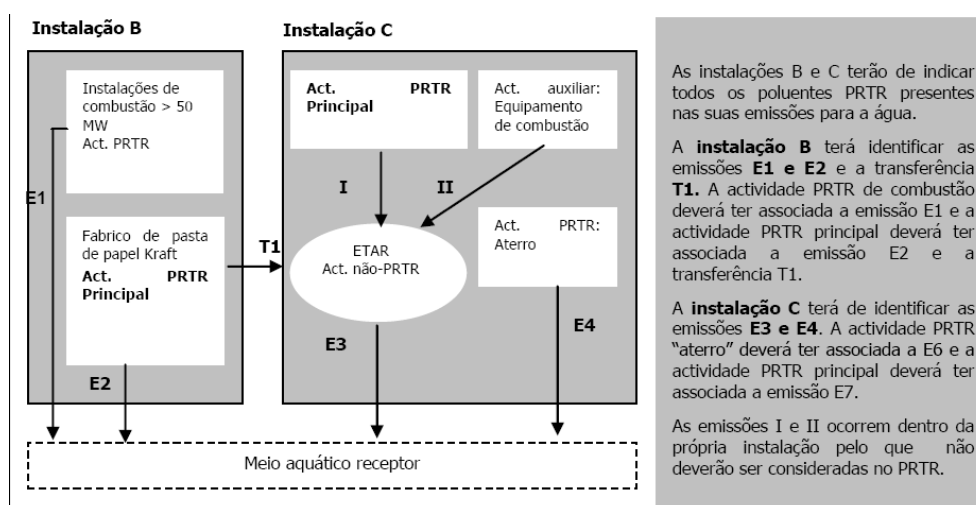 Instalação B
Instalações de
combustão > 50
MW
Act. PRTR
E1
Fabrico de pasta
de papel Kraft
Act. PRTR
Principal
E2
T1
Instalação C
Act. PRTR
Principal
Act. auxiliar:
Equipamento
de combustão
I
II
ETAR
Act. não-PRTR
Act. PRTR:
Aterro
E3
E4
Meio aquático receptor
As instalações B e C terão de indicar
todos os poluentes PRTR presentes
nas suas emissões para a água.
A instalação B terá identificar as
emissões E1 e E2 e a transferência
T1. A actividade PRTR de combustão
deverá ter associada a emissão E1 e a
actividade PRTR principal deverá ter
associada a emissão E2 e a
transferência T1.
A instalação C terá de identificar as
emissões E3 e E4. A actividade PRTR
“aterro” deverá ter associada a E6 e a
actividade PRTR principal deverá ter
associada a emissão E7.
As emissões I e II ocorrem dentro da
própria instalação pelo que não
deverão ser consideradas no PRTR.